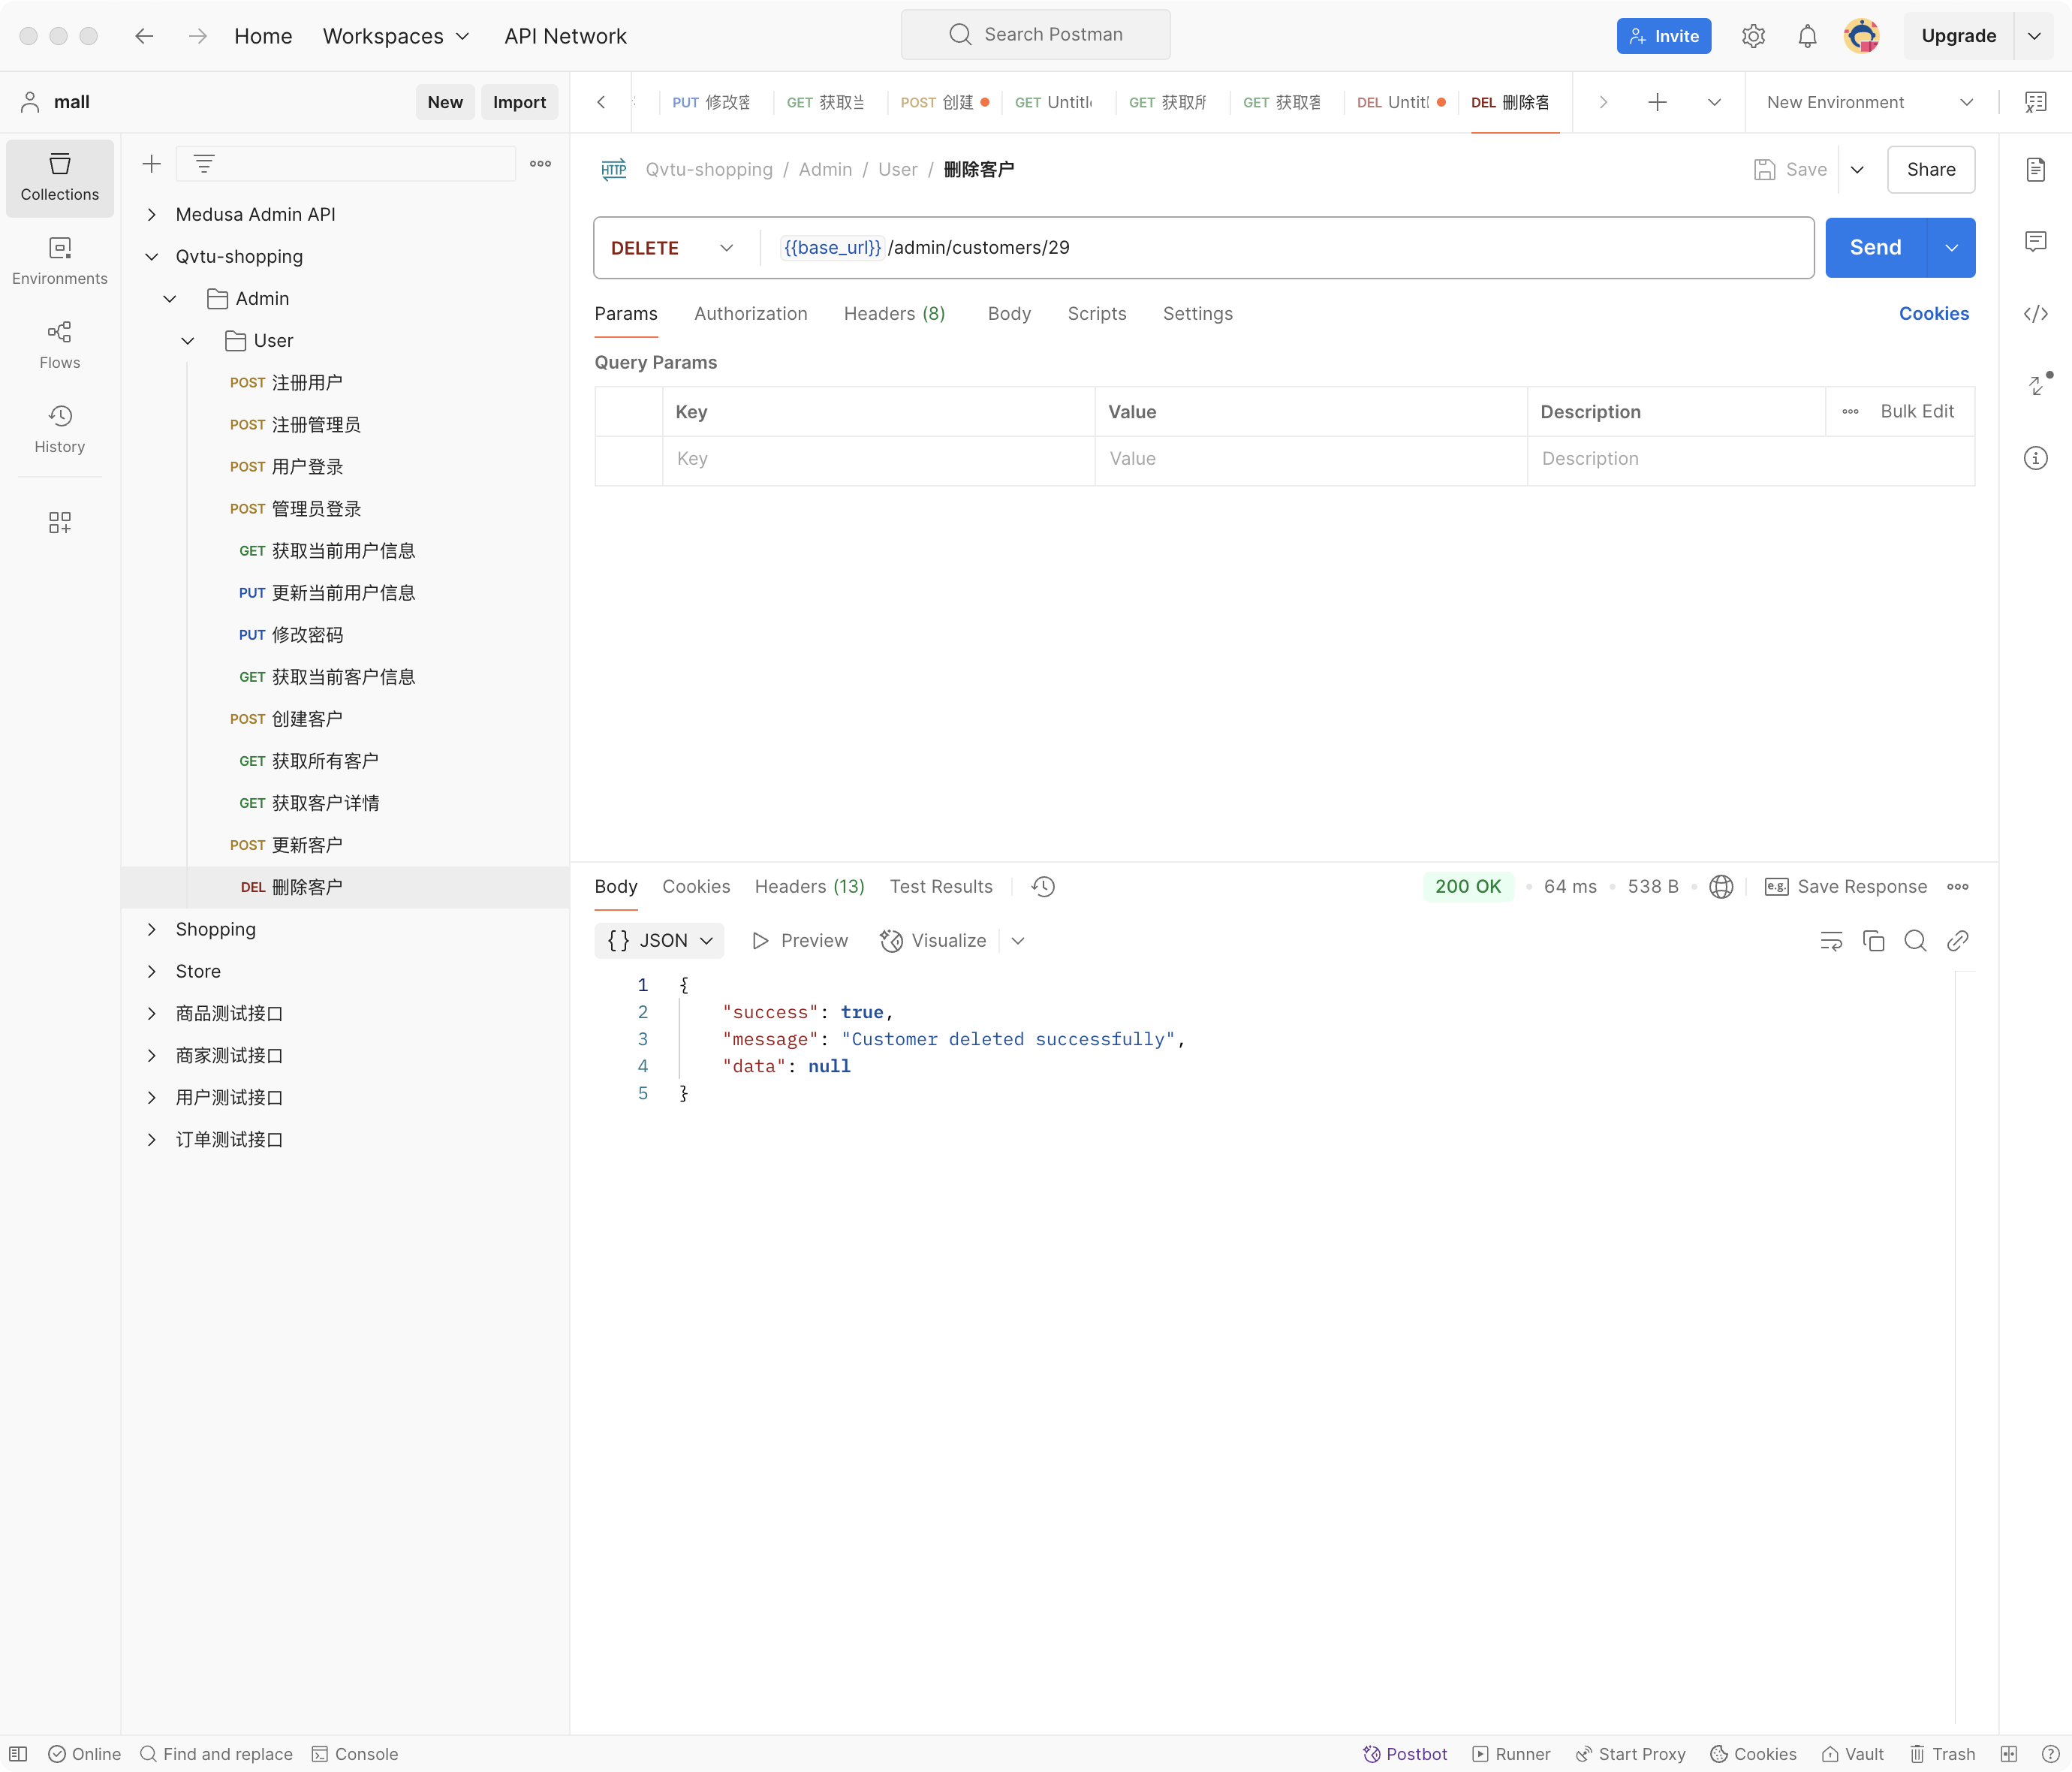 Home Workspaces API Network Search Postman Invite Upgrade
mall New Import
PUT 修改密 GET 获取当 POST 创建 GET Untitl DEL Untit DEL 删除客 New Environment
GET 获取所 GET 获取客
Collections
Environments
Flows
History
Medusa Admin API
Qvtu-shopping
Admin
User
POST 注册用户
POST 注册管理员
POST 用户登录
POST 管理员登录
GET 获取当前用户信息
PUT 更新当前用户信息
PUT 修改密码
GET 获取当前客户信息
POST 创建客户
GET 获取所有客户
GET 获取客户详情
POST 更新客户
DEL 删除客户
Shopping
Store
商品测试接口
商家测试接口
用户测试接口
订单测试接口
HTTP Qvtu-shopping / Admin / User / 删除客户 Save Share
DELETE {{base_url}}/admin/customers/29 Send
Params Authorization Headers (8) Body Scripts Settings Cookies
Query Params
Key Value Description Bulk Edit
Key Value Description
Body Cookies Headers (13) Test Results 200 OK 64 ms 538 B e.g. Save Response
{} JSON Preview Visualize
1 {
2 "success": true,
3 "message": "Customer deleted successfully",
4 "data": null
5 }
Online Find and replace Console Postbot Runner Start Proxy Cookies Vault Trash